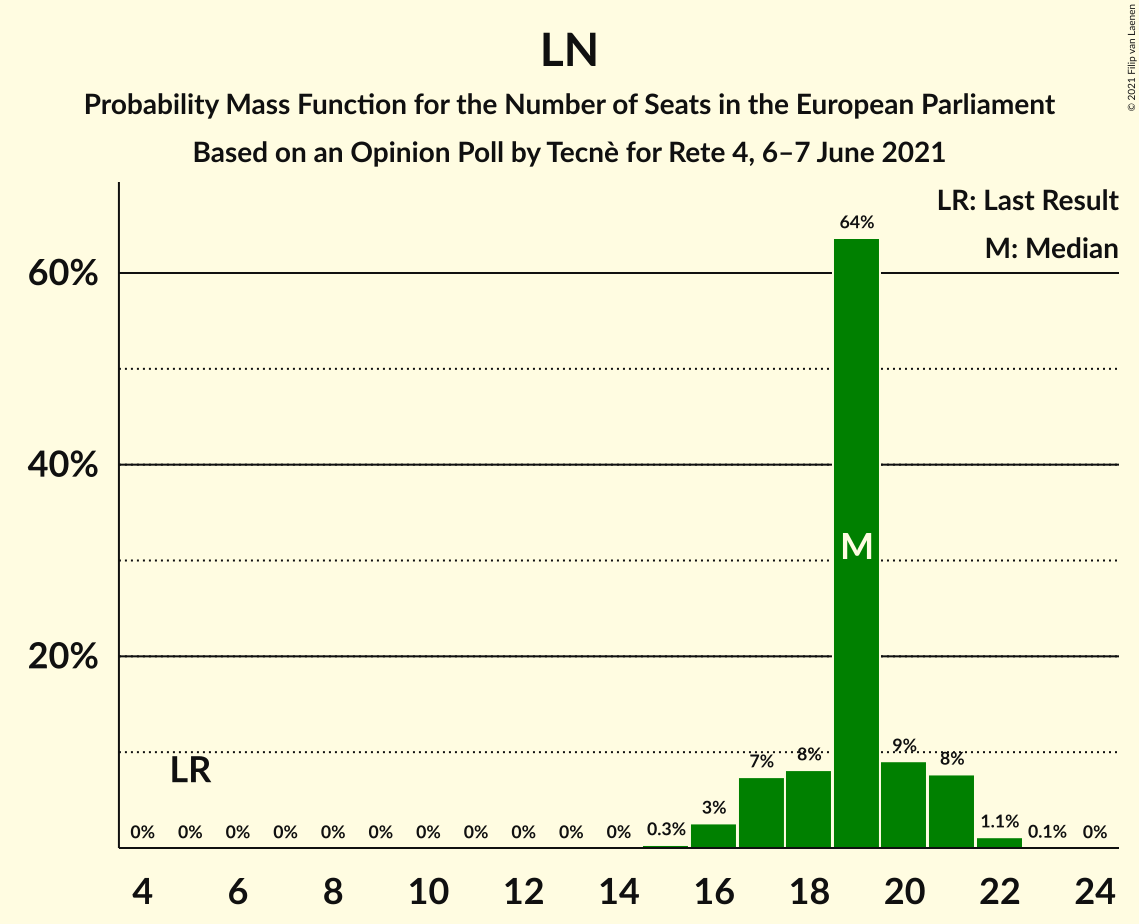 LN
Probability Mass Function for the Number of Seats in the European Parliament
Based on an Opinion Poll by Tecnè for Rete 4, 6–7 June 2021
© 2021 Filip van Laenen
LR: Last Result
M: Median
60%
40%
20%
LR
M
0% 0% 0% 0% 0% 0% 0% 0% 0% 0% 0% 0.3% 3% 7% 8% 64% 9% 8% 1.1% 0.1% 0%
4 6 8 10 12 14 16 18 20 22 24